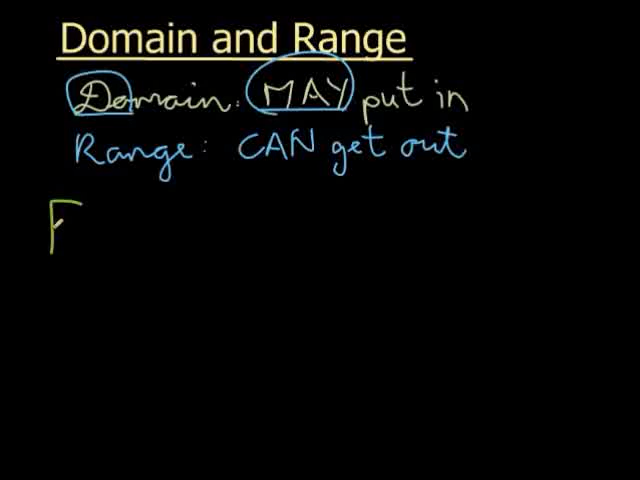 Domain and Range
Domain: MAY put in
Range: CAN get out
F